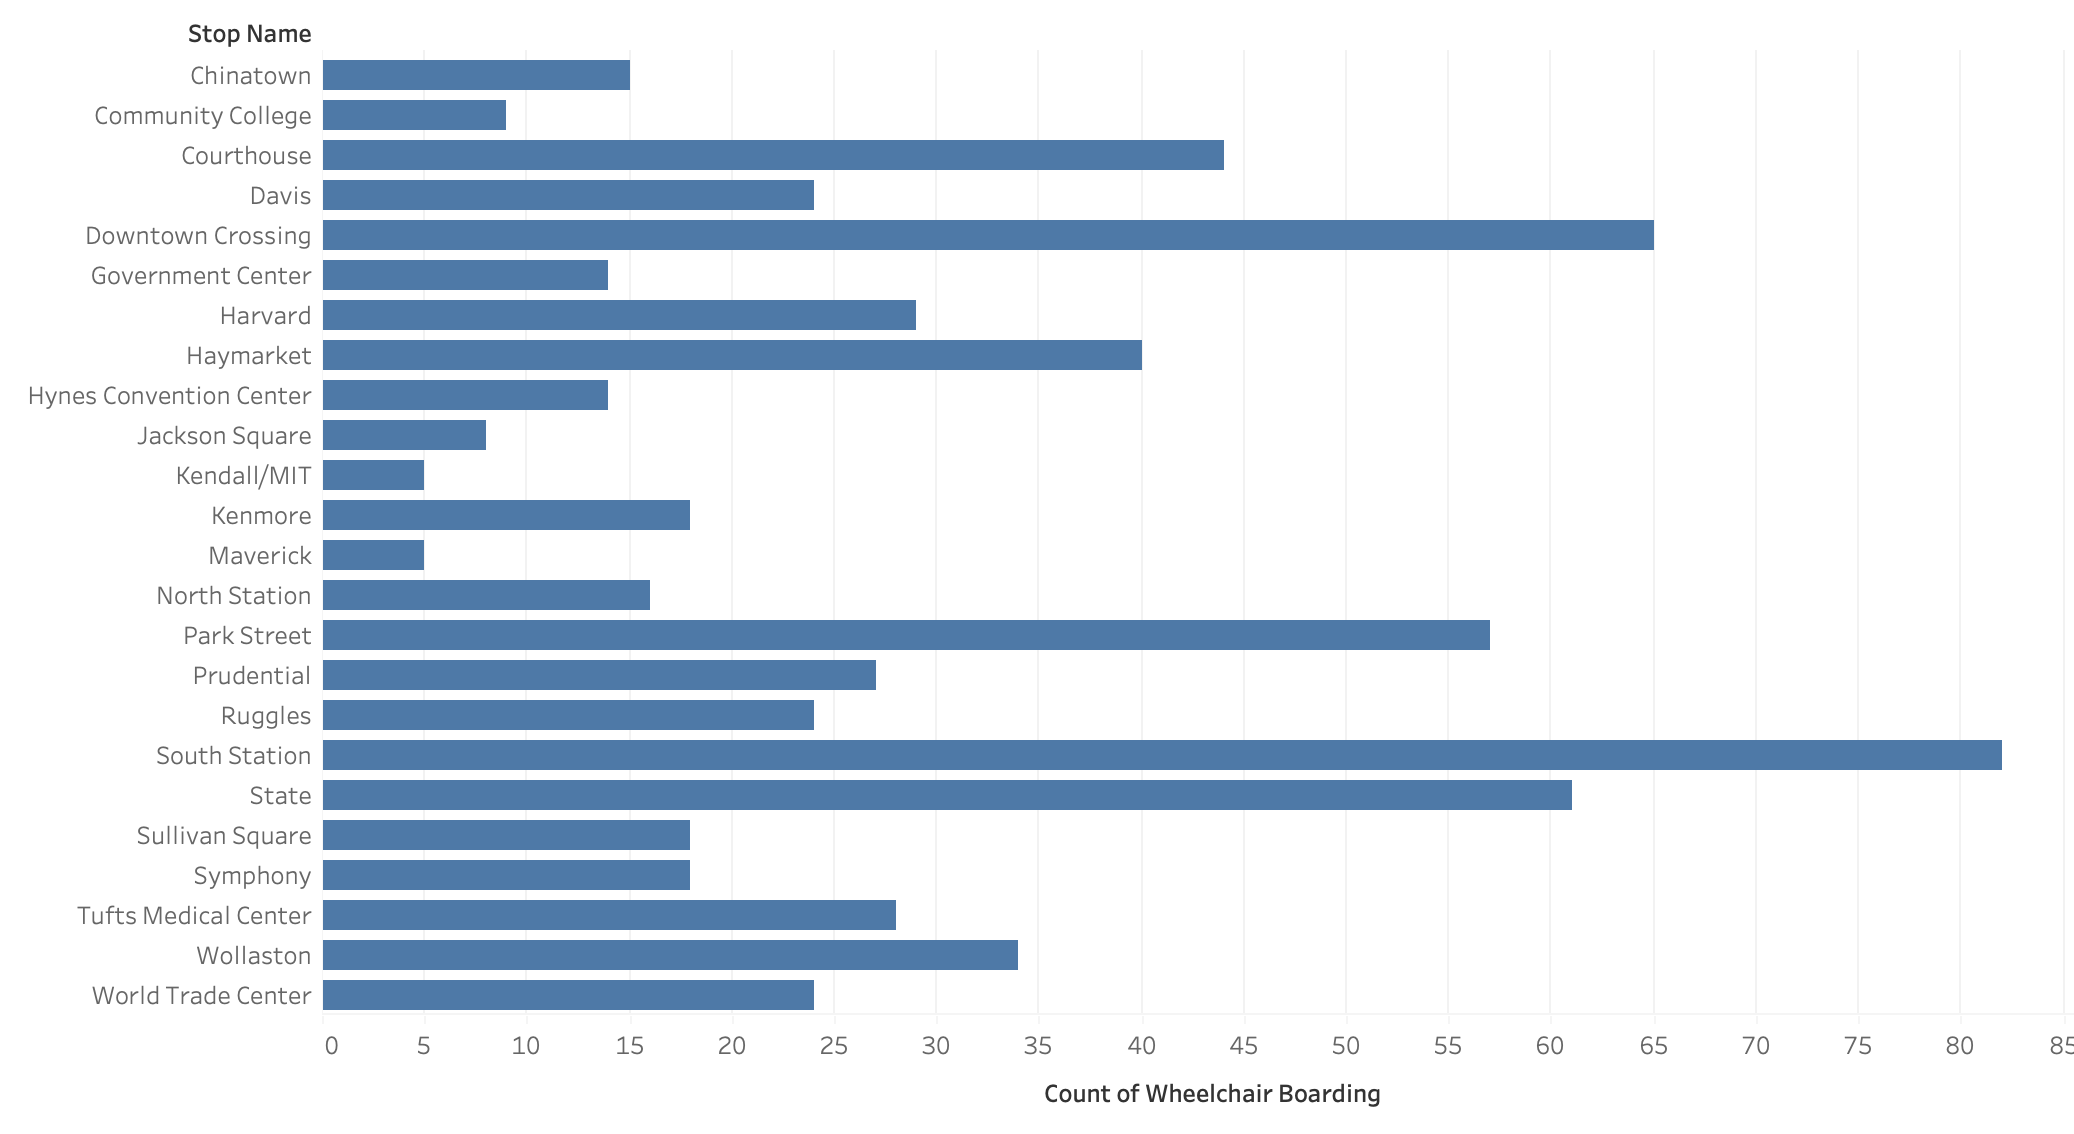 Stop Name
Chinatown
Community College
Courthouse
Davis
Downtown Crossing
Government Center
Harvard
Haymarket
Hynes Convention Center
Jackson Square
Kendall/MIT
Kenmore
Maverick
North Station
Park Street
Prudential
Ruggles
South Station
State
Sullivan Square
Symphony
Tufts Medical Center
Wollaston
World Trade Center
0 5 10 15 20 25 30 35 40 45 50 55 60 65 70 75 80 85
Count of Wheelchair Boarding